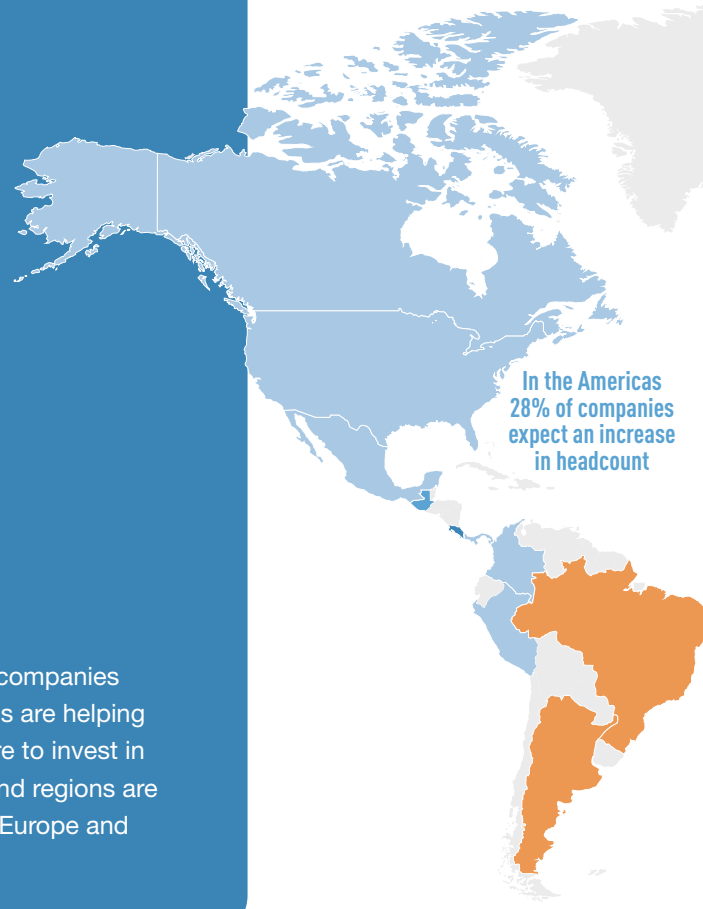 In the Americas
28% of companies
expect an increase
in headcount
companies
s are helping
re to invest in
nd regions are
Europe and